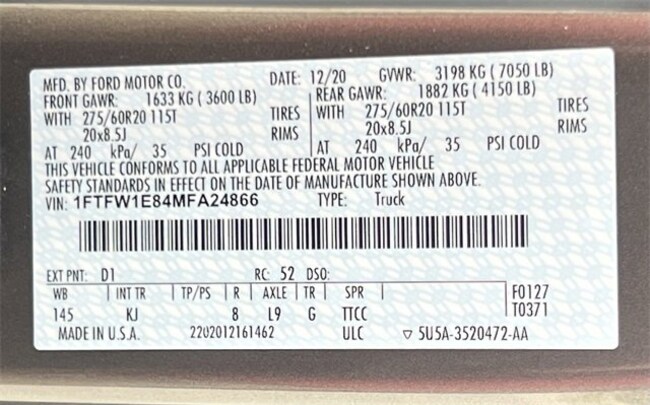 MFD. BY FORD MOTOR CO. DATE: 12/20 GVWR: 3198 KG ( 7050 LB)
FRONT GAWR: 1633 KG ( 3600 LB) REAR GAWR: 1882 KG ( 4150 LB)
WITH 275/60R20 115T TIRES WITH 275/60R20 115T TIRES
20x8.5J RIMS 20x8.5J RIMS
AT 240 kPa/ 35 PSI COLD AT 240 kPa/ 35 PSI COLD
THIS VEHICLE CONFORMS TO ALL APPLICABLE FEDERAL MOTOR VEHICLE
SAFETY STANDARDS IN EFFECT ON THE DATE OF MANUFACTURE SHOWN ABOVE.
VIN: 1FTFW1E84MFA24866 TYPE: Truck
EXT PNT: D1 RC: 52 DSO:
WB INT TR TP/PS R AXLE TR SPR F0127
145 KJ 8 L9 G TTCC T0371
MADE IN U.S.A. 2202012161462 ULC ▽ 5U5A-3520472-AA